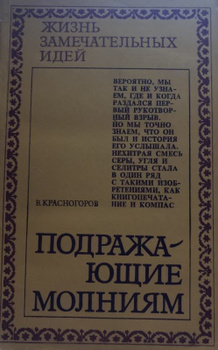 ЖИЗНЬ
ЗАМЕЧАТЕЛЬНЫХ
ИДЕЙ
ВЕРОЯТНО, МЫ
ТАК И НЕ УЗНА-
ЕМ, ГДЕ И КОГДА
РАЗДАЛСЯ ПЕР-
ВЫЙ РУКОТВОР-
НЫЙ ВЗРЫВ.
НО МЫ ТОЧНО
ЗНАЕМ, ЧТО ОН
БЫЛ И ИСТОРИЯ
ЕГО УСЛЫШАЛА.
НЕХИТРАЯ СМЕСЬ
СЕРЫ, УГЛЯ И
СЕЛИТРЫ СТАЛА
В ОДИН РЯД
С ТАКИМИ ИЗОБ-
РЕТЕНИЯМИ, КАК
КНИГОПЕЧАТА-
НИЕ И КОМПАС
В. КРАСНОГОРОВ
ПОДРАЖА-
ЮЩИЕ
МОЛНИЯМ